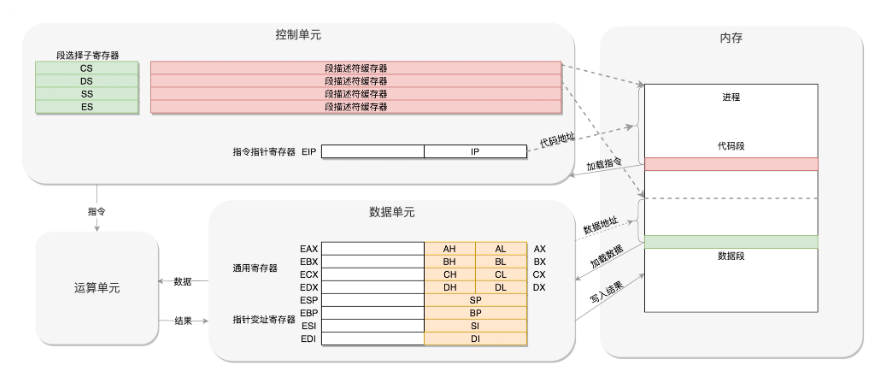 控制单元
内存
段选择子寄存器
CS 段描述符缓存器
DS 段描述符缓存器
SS 段描述符缓存器
ES 段描述符缓存器
进程
指令指针寄存器 EIP IP
代码地址
代码段
加载指令
指令
数据单元
数据地址
EAX AH AL AX
EBX BH BL BX
ECX CH CL CX
EDX DH DL DX
通用寄存器
ESP SP
EBP BP
ESI SI
EDI DI
指针变址寄存器
加载数据
数据段
运算单元
数据
结果
写入结果